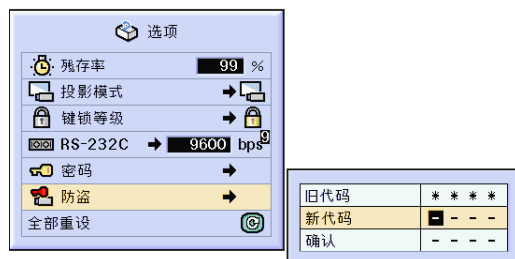 选项
残存率 99 %
投影模式
键锁等级
RS-232C 9600 bps 9
密码
防盗
全部重设
旧代码 * * * *
新代码 - - - -
确认 - - - -